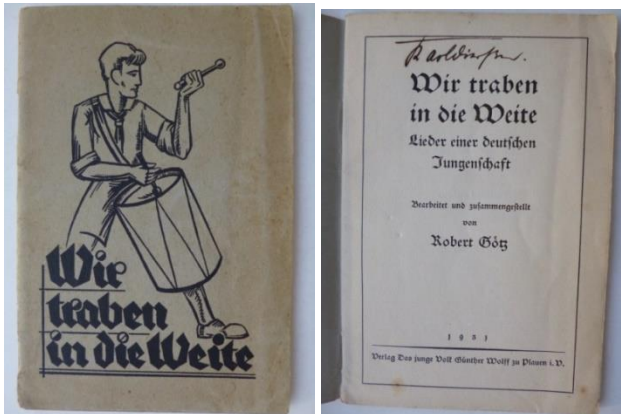 Wir
traben
in die Weite
Wir traben
in die Weite
Lieder einer deutschen
Jungenschaft
Bearbeitet und zusammengestellt
von
Robert Götz
1931
Verlag Das junge Volk Günther Wolff zu Plauen i. V.